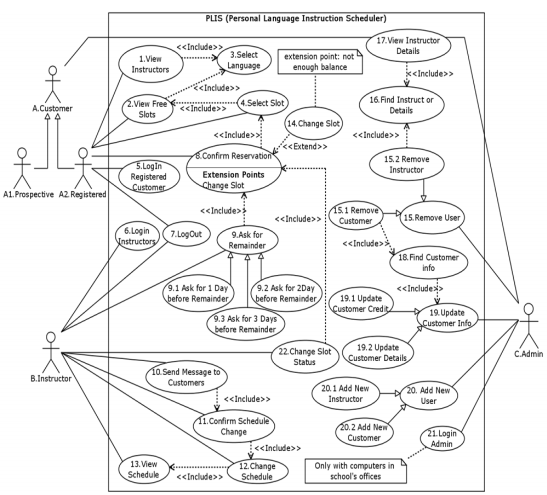 PLIS (Personal Language Instruction Scheduler)
17.View Instructor
Details
<<Include>>
1.View
Instructors
3.Select
Language
extension point: not
enough balance
<<Include>>
<<Include>>
A.Customer
2.View Free
Slots
<<Include>>
4.Select Slot
14.Change Slot
16.Find Instruct or
Details
<<Include>>
<<Extend>>
<<Include>>
A1.Prospective
A2.Registered
5.LogIn
Registered
Customer
8.Confirm Reservation
Extension Points
Change Slot
15.2 Remove
Instructor
<<Include>>
<<Include>>
15.1 Remove
Customer
15.Remove User
6.Login
Instructors
7.LogOut
9.Ask for
Remainder
<<Include>>
18.Find Customer
info
9.1 Ask for 1 Day
before Remainder
9.2 Ask for 2Day
before Remainder
<<Include>>
19.1 Update
Customer Credit
9.3 Ask for 3 Days
before Remainder
19.Update
Customer Info
C.Admin
19.2 Update
Customer Details
22.Change Slot
Status
B.Instructor
10.Send Message to
Customers
20.1 Add New
Instructor
20. Add New
User
<<Include>>
11.Confirm Schedule
Change
20.2 Add New
Customer
21.Login
Admin
<<Include>>
13.View
Schedule
<<Include>>
12.Change
Schedule
Only with computers in
school's offices